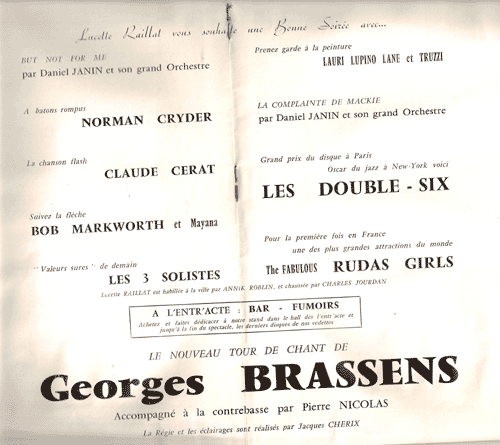 Lucette Raillat vous souhaite une Bonne Soirée avec...
BUT NOT FOR ME
par Daniel JANIN et son grand Orchestre
A batons rompus
NORMAN CRYDER
La chanson flash
CLAUDE CERAT
Suivez la flèche
BOB MARKWORTH et Mayana
"Valeurs sures" de demain
LES 3 SOLISTES
Prenez garde à la peinture
LAURI LUPINO LANE et TRUZZI
LA COMPLAINTE DE MACKIE
par Daniel JANIN et son grand Orchestre
Grand prix du disque à Paris
Oscar du jazz à New-York voici
LES DOUBLE - SIX
Pour la première fois en France
une des plus grandes attractions du monde
The FABULOUS RUDAS GIRLS
Lucette RAILLAT est habillée à la ville par ANNIK ROBLIN, et chaussée par CHARLES JOURDAN
A L'ENTR'ACTE : BAR - FUMOIRS
Achetez et faites dédicacer à notre stand dans le hall dès l'entr'acte et
jusqu'à la fin du spectacle, les derniers disques de nos vedettes
LE NOUVEAU TOUR DE CHANT DE
Georges BRASSENS
Accompagné à la contrebasse par Pierre NICOLAS
La Régie et les éclairages sont réalisés par Jacques CHERIX